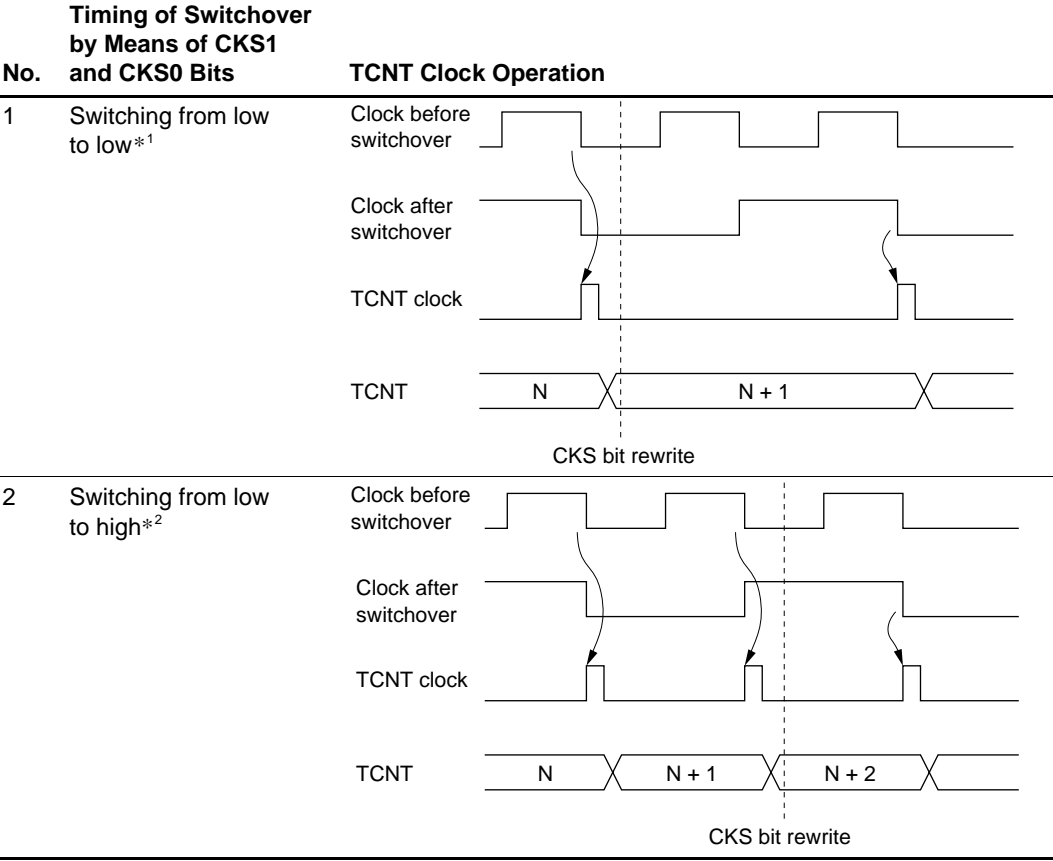 Timing of Switchover
by Means of CKS1
No. and CKS0 Bits TCNT Clock Operation
1 Switching from low
to low*1
Clock before
switchover
Clock after
switchover
TCNT clock
TCNT N N + 1
CKS bit rewrite
2 Switching from low
to high*2
Clock before
switchover
Clock after
switchover
TCNT clock
TCNT N N + 1 N + 2
CKS bit rewrite